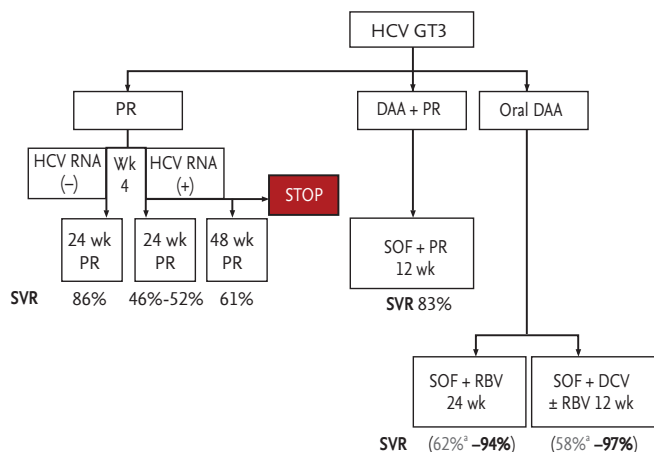 HCV GT3
PR
DAA + PR
Oral DAA
HCV RNA
(–)
Wk
4
HCV RNA
(+)
STOP
24 wk
PR
24 wk
PR
48 wk
PR
SOF + PR
12 wk
SVR 86% 46%-52% 61%
SVR 83%
SOF + RBV
24 wk
SOF + DCV
± RBV 12 wk
SVR (62%ª –94%) (58%ª –97%)